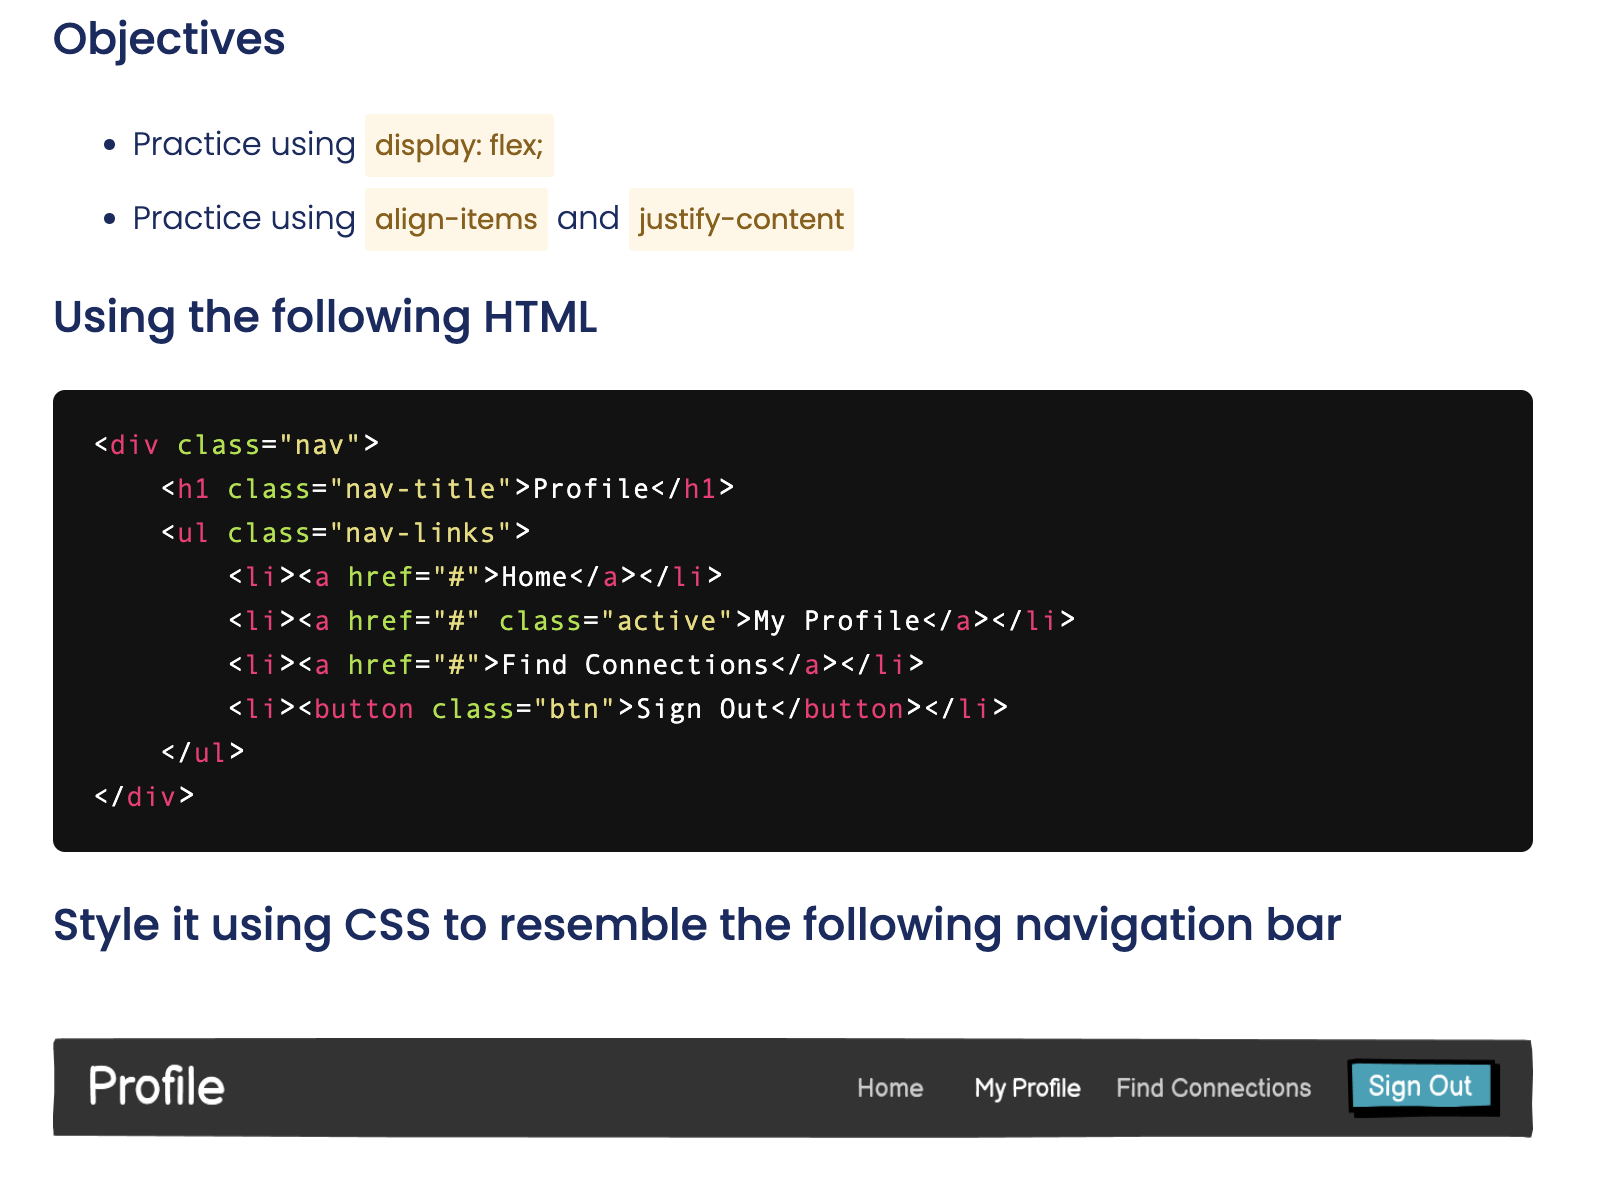 Objectives
Practice using display: flex;
Practice using align-items and justify-content
Using the following HTML
<div class="nav">
<h1 class="nav-title">Profile</h1>
<ul class="nav-links">
<li><a href="#">Home</a></li>
<li><a href="#" class="active">My Profile</a></li>
<li><a href="#">Find Connections</a></li>
<li><button class="btn">Sign Out</button></li>
</ul>
</div>
Style it using CSS to resemble the following navigation bar
Profile Home My Profile Find Connections Sign Out